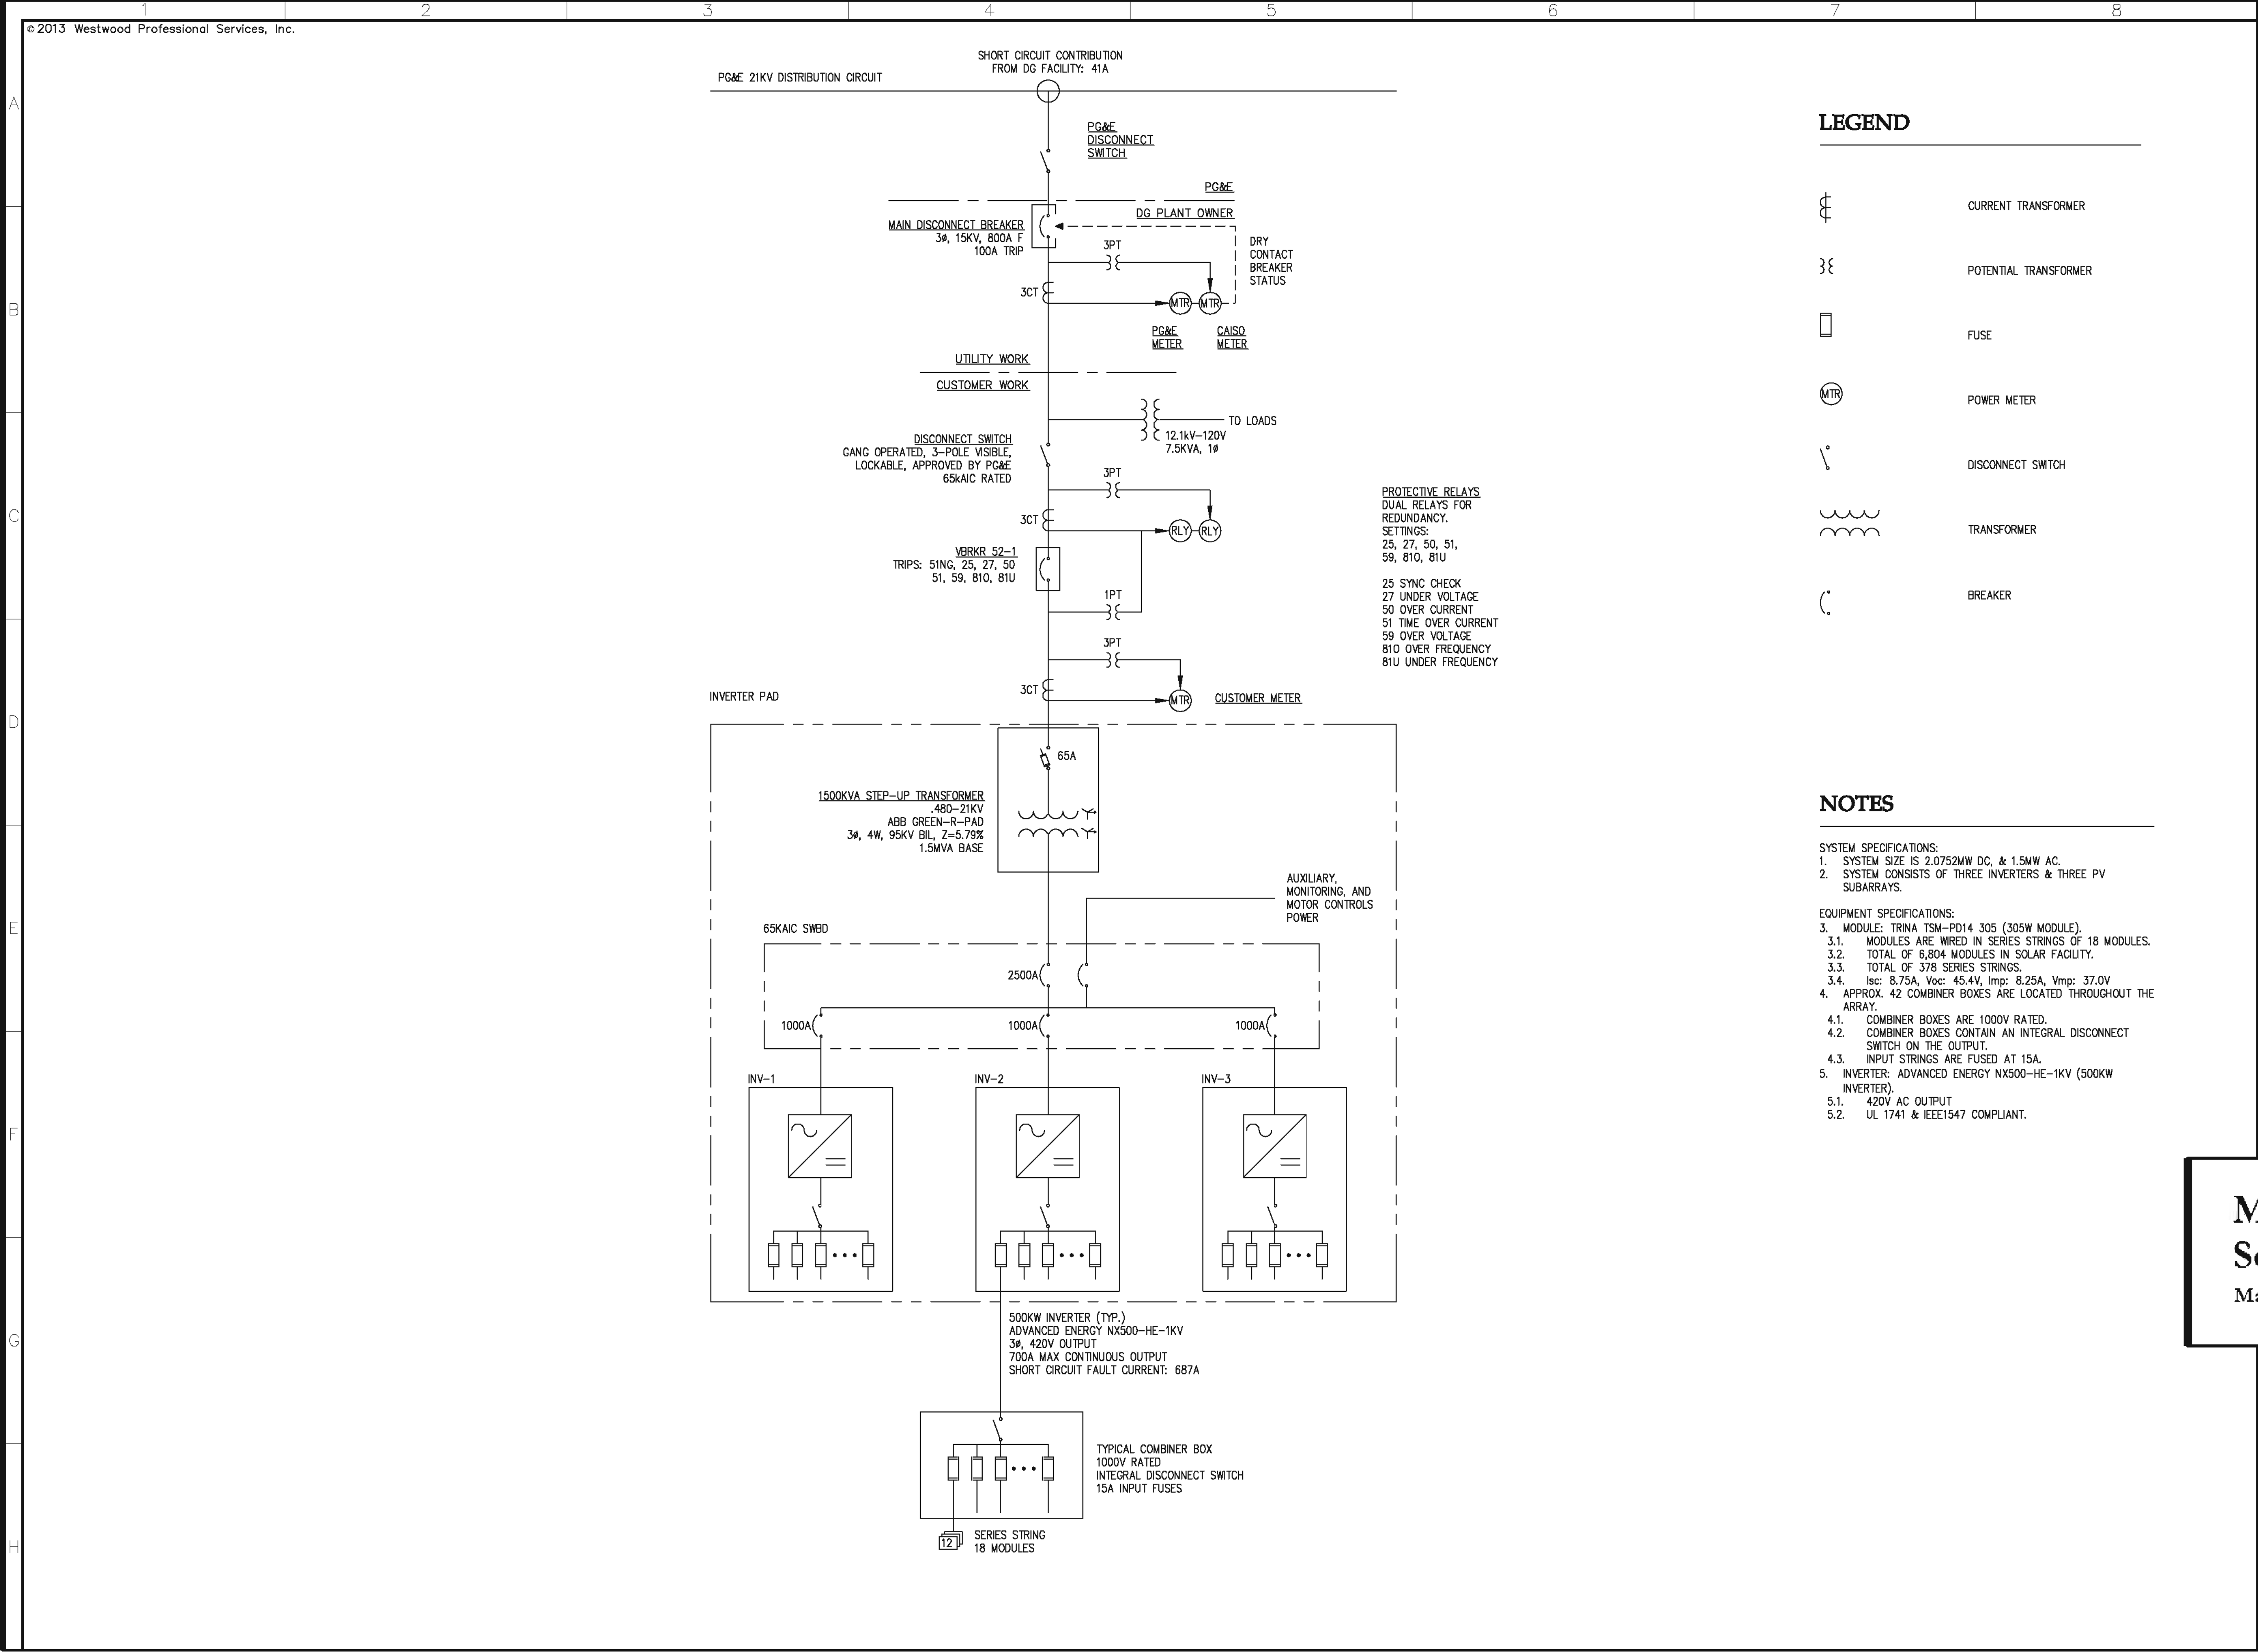 1 2 3 4 5 6 7 8
©2013 Westwood Professional Services, Inc.
A
B
C
D
E
F
G
H
SHORT CIRCUIT CONTRIBUTION
FROM DG FACILITY: 41A
PG&E 21KV DISTRIBUTION CIRCUIT
PG&E
DISCONNECT
SWITCH
PG&E
DG PLANT OWNER
MAIN DISCONNECT BREAKER
3ø, 15KV, 800A F
100A TRIP
3PT
DRY
CONTACT
BREAKER
STATUS
3CT
MTR MTR
PG&E
METER
CAISO
METER
UTILITY WORK
CUSTOMER WORK
TO LOADS
12.1kV-120V
7.5KVA, 1ø
DISCONNECT SWITCH
GANG OPERATED, 3-POLE VISIBLE,
LOCKABLE, APPROVED BY PG&E
65kAIC RATED
3PT
3CT
RLY RLY
VBRKR 52-1
TRIPS: 51NG, 25, 27, 50
51, 59, 81O, 81U
1PT
3PT
3CT
MTR
CUSTOMER METER
PROTECTIVE RELAYS
DUAL RELAYS FOR
REDUNDANCY.
SETTINGS:
25, 27, 50, 51,
59, 81O, 81U
25 SYNC CHECK
27 UNDER VOLTAGE
50 OVER CURRENT
51 TIME OVER CURRENT
59 OVER VOLTAGE
81O OVER FREQUENCY
81U UNDER FREQUENCY
INVERTER PAD
65A
1500KVA STEP-UP TRANSFORMER
.480-21KV
ABB GREEN-R-PAD
3ø, 4W, 95KV BIL, Z=5.79%
1.5MVA BASE
AUXILIARY,
MONITORING, AND
MOTOR CONTROLS
POWER
65KAIC SWBD
2500A
1000A
1000A
1000A
INV-1
INV-2
INV-3
500KW INVERTER (TYP.)
ADVANCED ENERGY NX500-HE-1KV
3ø, 420V OUTPUT
700A MAX CONTINUOUS OUTPUT
SHORT CIRCUIT FAULT CURRENT: 687A
TYPICAL COMBINER BOX
1000V RATED
INTEGRAL DISCONNECT SWITCH
15A INPUT FUSES
12
SERIES STRING
18 MODULES
LEGEND
CURRENT TRANSFORMER
POTENTIAL TRANSFORMER
FUSE
MTR
POWER METER
DISCONNECT SWITCH
TRANSFORMER
BREAKER
NOTES
SYSTEM SPECIFICATIONS:
1. SYSTEM SIZE IS 2.0752MW DC, & 1.5MW AC.
2. SYSTEM CONSISTS OF THREE INVERTERS & THREE PV
SUBARRAYS.
EQUIPMENT SPECIFICATIONS:
3. MODULE: TRINA TSM-PD14 305 (305W MODULE).
3.1. MODULES ARE WIRED IN SERIES STRINGS OF 18 MODULES.
3.2. TOTAL OF 6,804 MODULES IN SOLAR FACILITY.
3.3. TOTAL OF 378 SERIES STRINGS.
3.4. Isc: 8.75A, Voc: 45.4V, Imp: 8.25A, Vmp: 37.0V
4. APPROX. 42 COMBINER BOXES ARE LOCATED THROUGHOUT THE
ARRAY.
4.1. COMBINER BOXES ARE 1000V RATED.
4.2. COMBINER BOXES CONTAIN AN INTEGRAL DISCONNECT
SWITCH ON THE OUTPUT.
4.3. INPUT STRINGS ARE FUSED AT 15A.
5. INVERTER: ADVANCED ENERGY NX500-HE-1KV (500KW
INVERTER).
5.1. 420V AC OUTPUT
5.2. UL 1741 & IEEE1547 COMPLIANT.